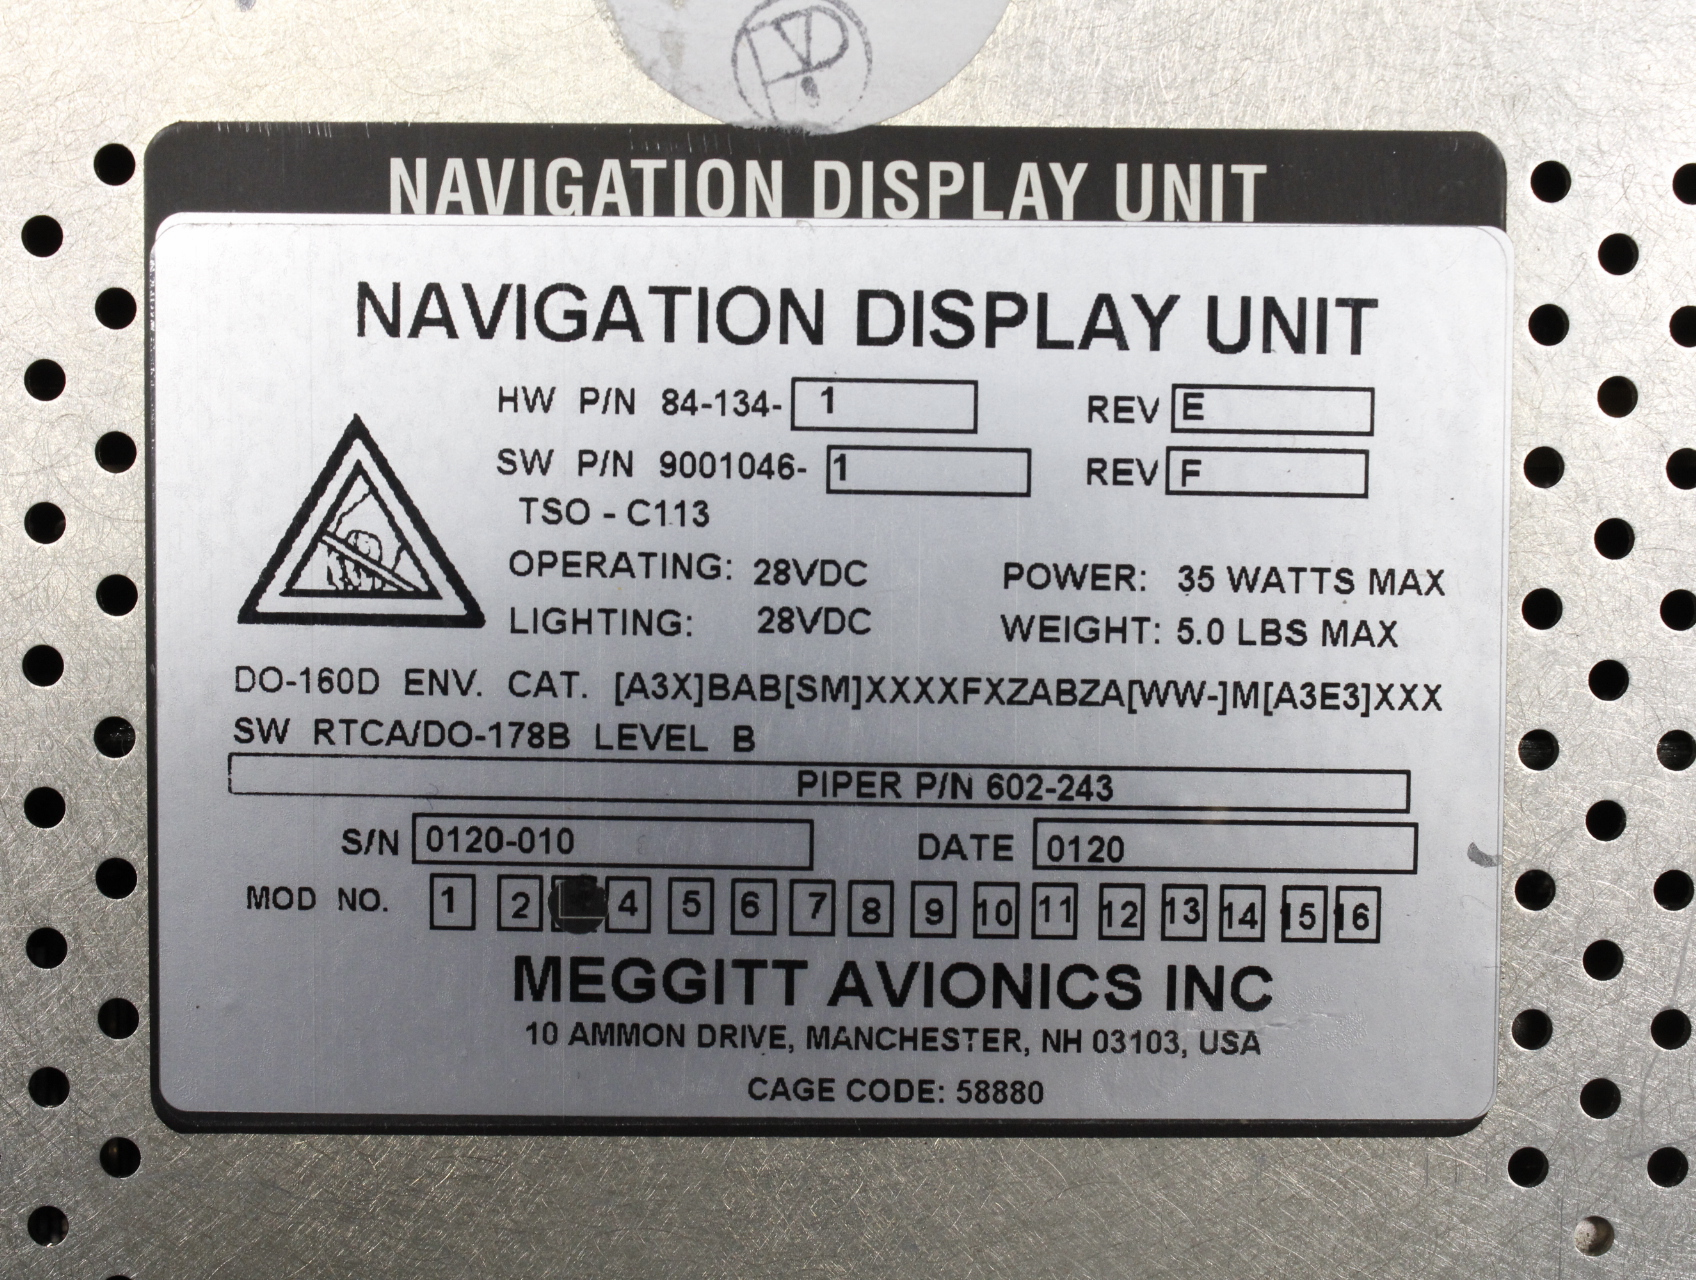 NAVIGATION DISPLAY UNIT
NAVIGATION DISPLAY UNIT
HW P/N 84-134- 1 REV E
SW P/N 9001046- 1 REV F
TSO - C113
OPERATING: 28VDC POWER: 35 WATTS MAX
LIGHTING: 28VDC WEIGHT: 5.0 LBS MAX
DO-160D ENV. CAT. [A3X]BAB[SM]XXXXFXZABZA[WW-]M[A3E3]XXX
SW RTCA/DO-178B LEVEL B
PIPER P/N 602-243
S/N 0120-010 DATE 0120
MOD NO. 1 2 4 5 6 7 8 9 10 11 12 13 14 15 16
MEGGITT AVIONICS INC
10 AMMON DRIVE, MANCHESTER, NH 03103, USA
CAGE CODE: 58880